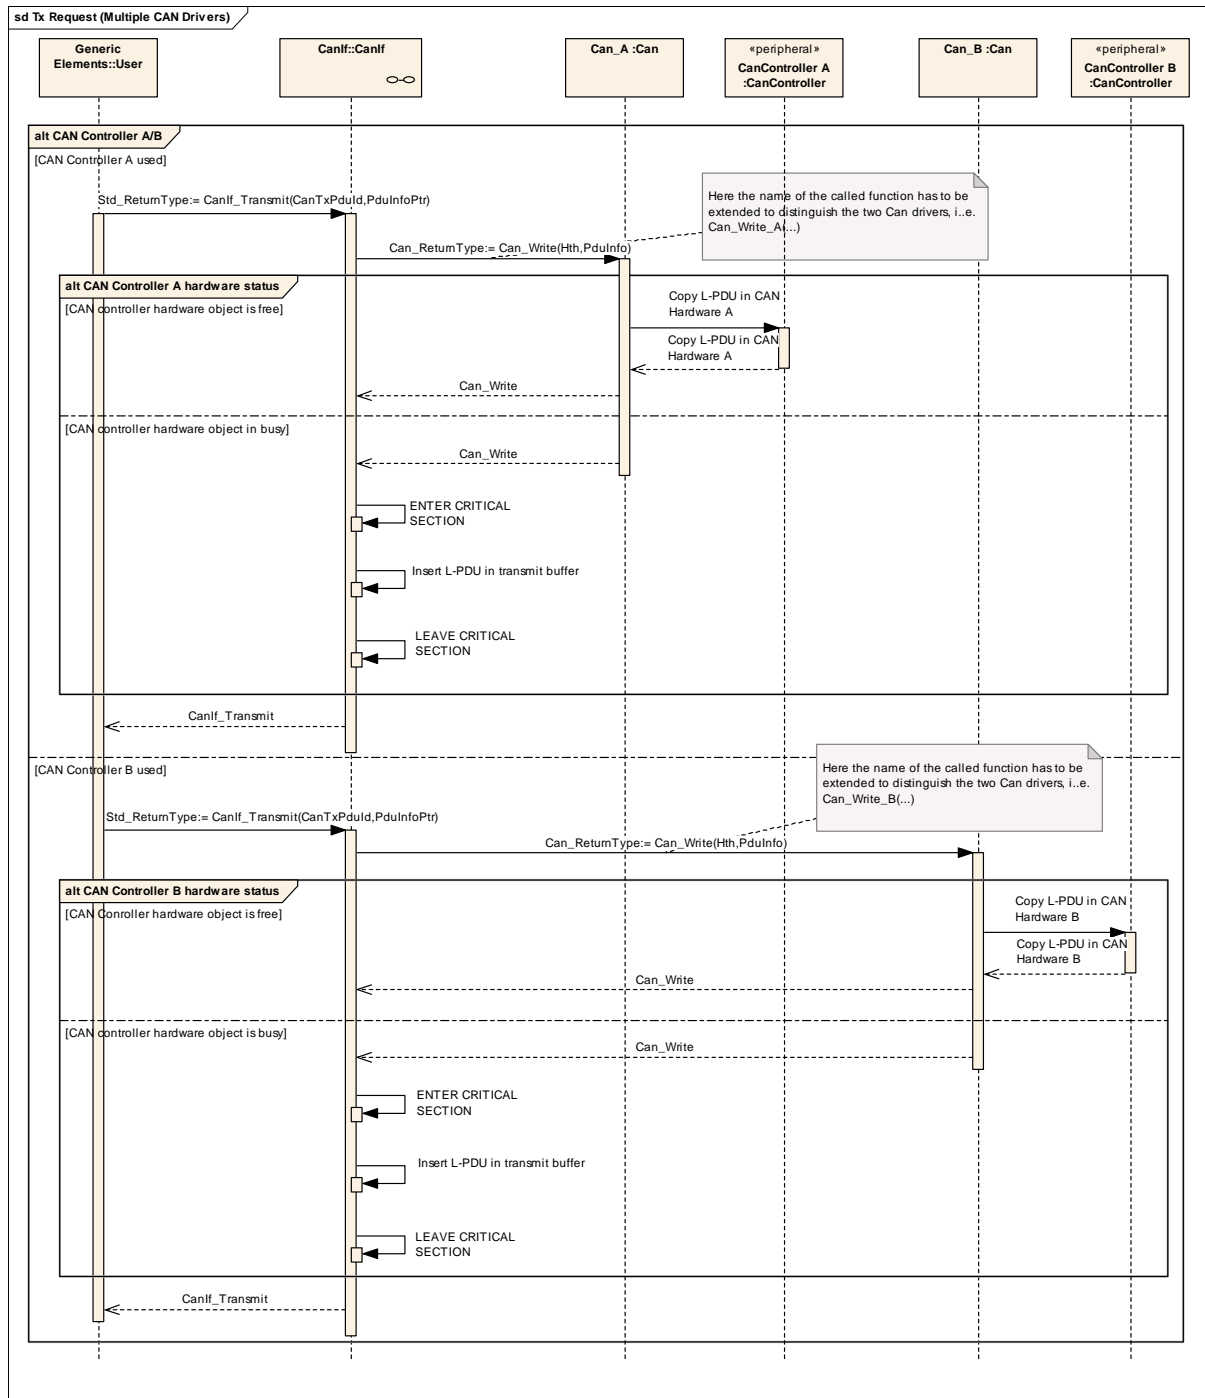 sd Tx Request (Multiple CAN Drivers)
Generic
Elements::User
CanIf::CanIf
Can_A :Can
«peripheral»
CanController A
:CanController
Can_B :Can
«peripheral»
CanController B
:CanController
alt CAN Controller A/B
[CAN Controller A used]
Std_ReturnType:= CanIf_Transmit(CanTxPduId,PduInfoPtr)
Here the name of the called function has to be
extended to distinguish the two Can drivers, i..e.
Can_Write_A(...)
Can_ReturnType:= Can_Write(Hth,PduInfo)
alt CAN Controller A hardware status
[CAN controller hardware object is free]
Copy L-PDU in CAN
Hardware A
Copy L-PDU in CAN
Hardware A
Can_Write
[CAN controller hardware object in busy]
Can_Write
ENTER CRITICAL
SECTION
Insert L-PDU in transmit buffer
LEAVE CRITICAL
SECTION
CanIf_Transmit
[CAN Controller B used]
Here the name of the called function has to be
extended to distinguish the two Can drivers, i..e.
Can_Write_B(...)
Std_ReturnType:= CanIf_Transmit(CanTxPduId,PduInfoPtr)
Can_ReturnType:= Can_Write(Hth,PduInfo)
alt CAN Controller B hardware status
[CAN Conroller hardware object is free]
Copy L-PDU in CAN
Hardware B
Copy L-PDU in CAN
Hardware B
Can_Write
[CAN controller hardware object is busy]
Can_Write
ENTER CRITICAL
SECTION
Insert L-PDU in transmit buffer
LEAVE CRITICAL
SECTION
CanIf_Transmit